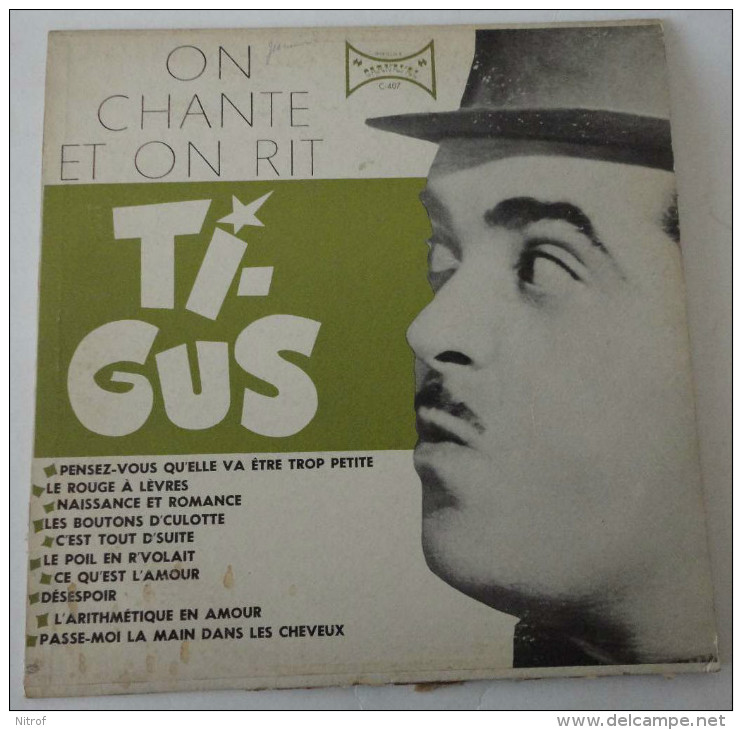 ON
CHANTE
ET ON RIT
C-407
TI-
GUS
PENSEZ-VOUS QU'ELLE VA ÊTRE TROP PETITE
LE ROUGE À LÈVRES
NAISSANCE ET ROMANCE
LES BOUTONS D'CULOTTE
C'EST TOUT D'SUITE
LE POIL EN R'VOLAIT
CE QU'EST L'AMOUR
DÉSESPOIR
L'ARITHMÉTIQUE EN AMOUR
PASSE-MOI LA MAIN DANS LES CHEVEUX
Nitrof
www.delcampe.net